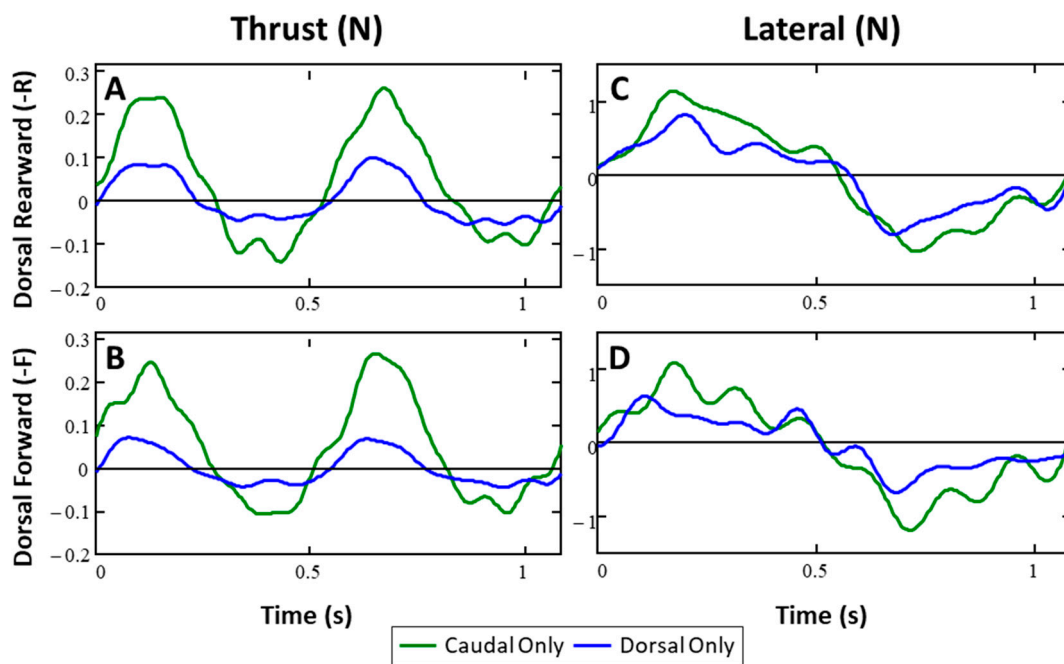 Thrust (N)
Lateral (N)
Dorsal Rearward (-R)
A
0.3
0.2
0.1
0
−0.1
−0.2
0
0.5
1
C
1
0
−1
0
0.5
1
Dorsal Forward (-F)
B
0.3
0.2
0.1
0
−0.1
−0.2
0
0.5
1
D
1
0
−1
0
0.5
1
Time (s)
Time (s)
Caudal Only
Dorsal Only